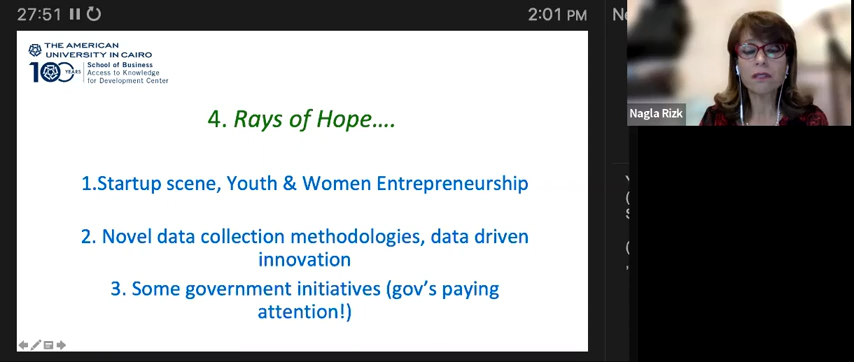 27:51
2:01 PM
THE AMERICAN
UNIVERSITY IN CAIRO
100 YEARS
School of Business
Access to Knowledge
for Development Center
4. Rays of Hope....
1.Startup scene, Youth & Women Entrepreneurship
2. Novel data collection methodologies, data driven
innovation
3. Some government initiatives (gov's paying
attention!)
Nagla Rizk